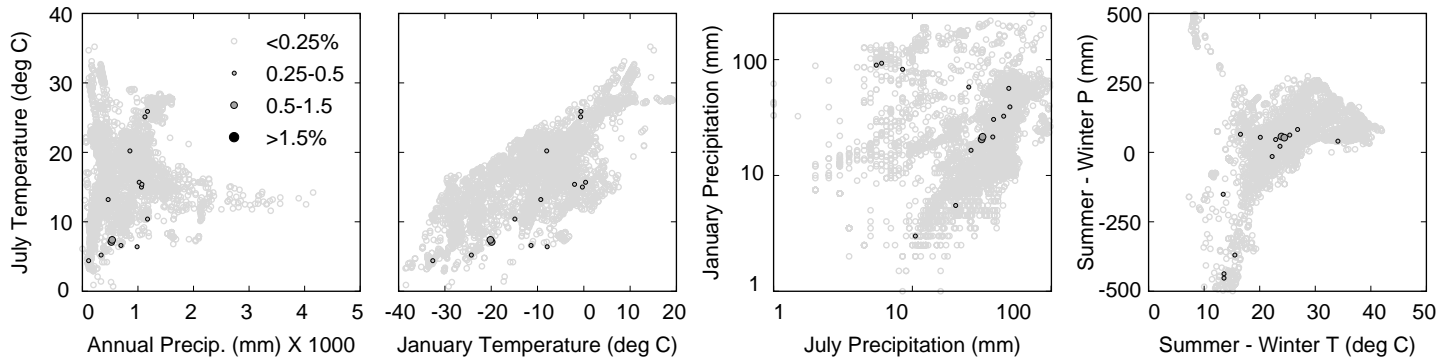 July Temperature (deg C)
40
30
20
10
0
0 1 2 3 4 5
Annual Precip. (mm) X 1000
<0.25%
0.25-0.5
0.5-1.5
>1.5%
-40 -30 -20 -10 0 10 20
January Temperature (deg C)
January Precipitation (mm)
100
10
1
1 10 100
July Precipitation (mm)
Summer - Winter P (mm)
500
250
0
-250
-500
0 10 20 30 40 50
Summer - Winter T (deg C)